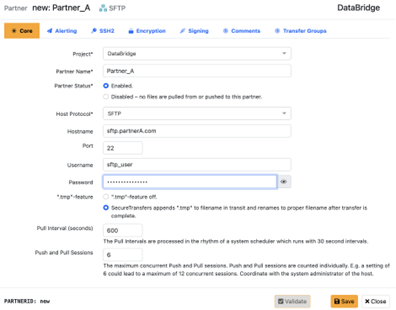 Partner new: Partner_A SFTP DataBridge
Core Alerting SSH2 Encryption Signing Comments Transfer Groups
Project* DataBridge
Partner Name* Partner_A
Partner Status* Enabled.
Disabled – no files are pulled from or pushed to this partner.
Host Protocol* SFTP
Hostname sftp.partnerA.com
Port 22
Username sftp_user
Password ···············
".tmp"-feature ".tmp"-feature off.
SecureTransfers appends ".tmp" to filename in transit and renames to proper filename after transfer is
complete.
Pull Interval (seconds) 600
The Pull Intervals are processed in the rhythm of a system scheduler which runs with 30 second intervals.
Push and Pull Sessions 6
The maximum concurrent Push and Pull sessions. Push and Pull sessions are counted individually. E.g. a setting of
6 could lead to a maximum of 12 concurrent sessions. Coordinate with the system administrator of the host.
PARTNERID: new Validate Save Close